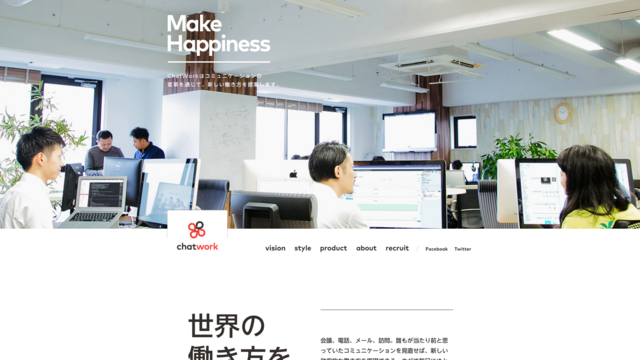 Make
Happiness
ChatWorkはコミュニケーションの
変革を通じて、新しい働き方を提案します。
chatwork
vision style product about recruit / Facebook Twitter
世界の
働き方を
会議、電話、メール、訪問。誰もが当たり前と思
っていたコミュニケーションを見直せば、新しい